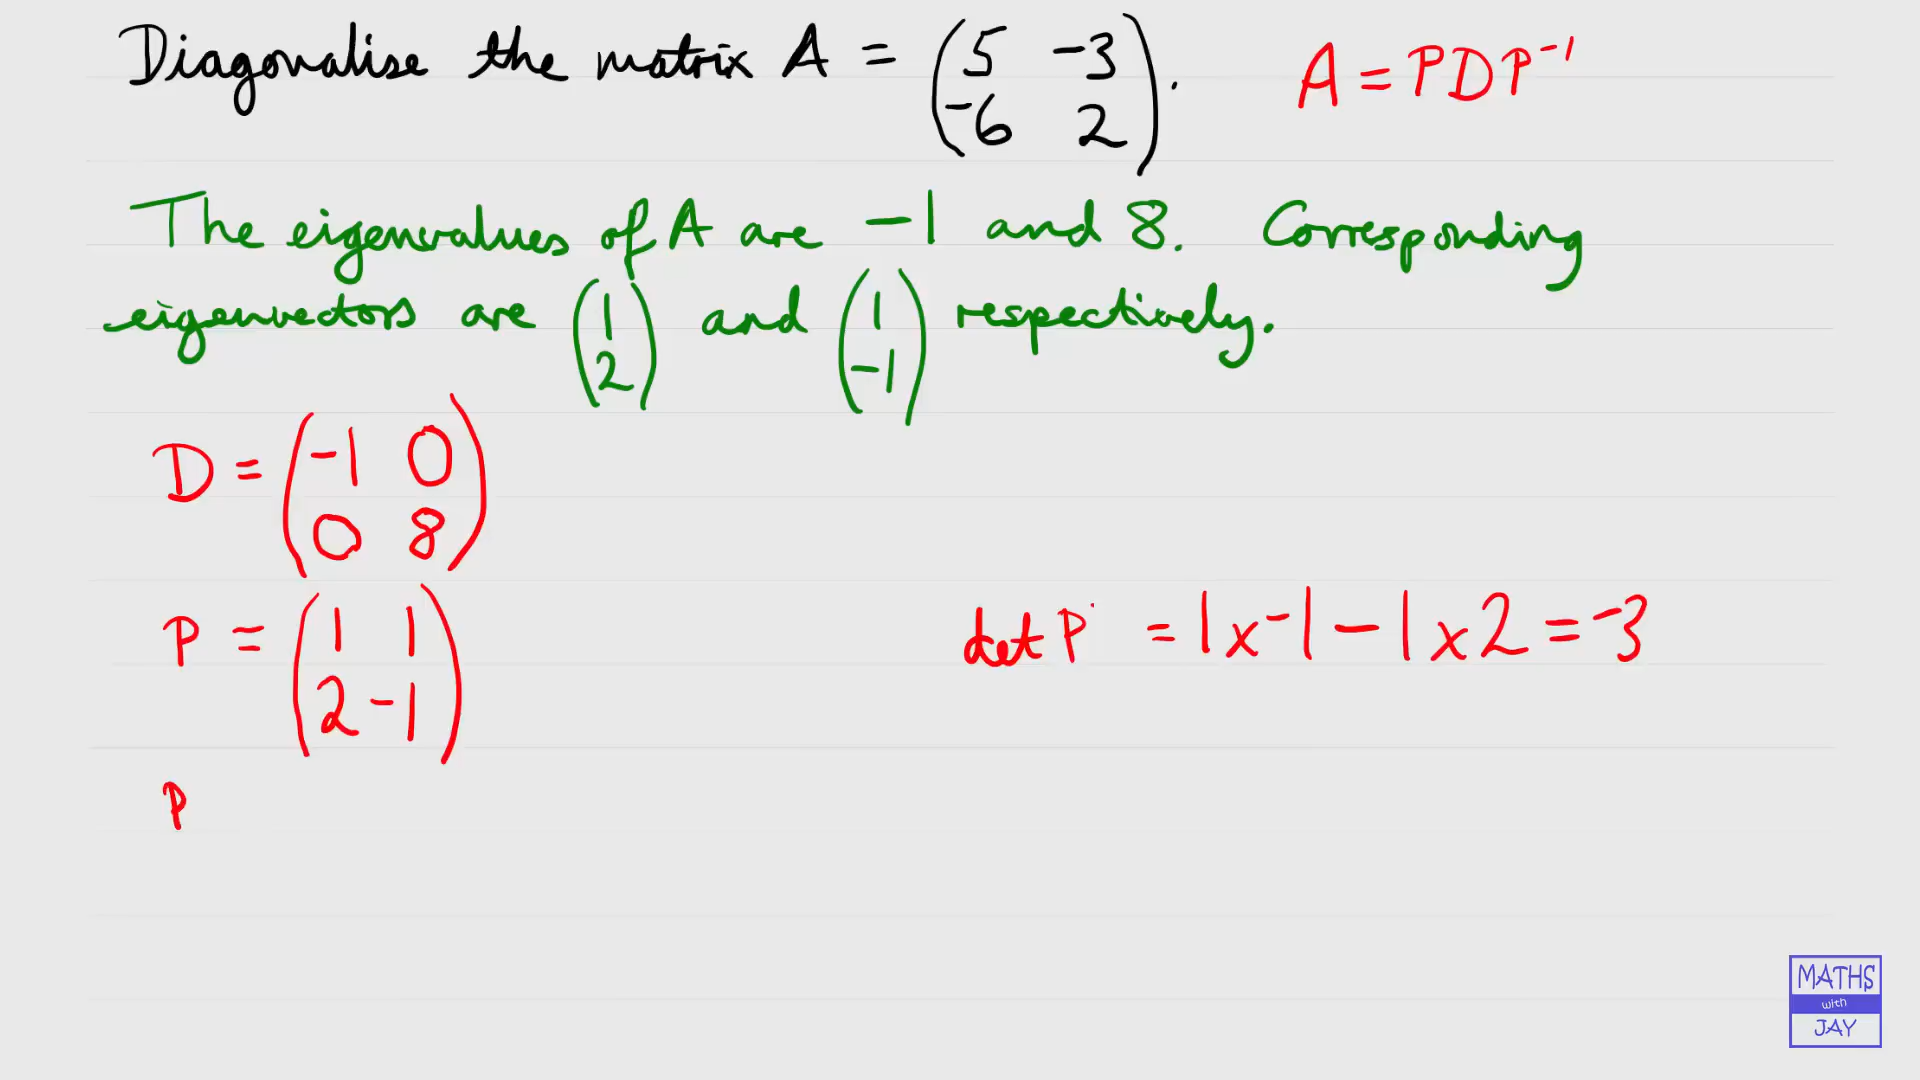 Diagonalise the matrix A = (5 -3
-6 2). A = PDP⁻¹
The eigenvalues of A are -1 and 8. Corresponding
eigenvectors are (1
2) and (1
-1) respectively.
D = (-1 0
0 8)
P = (1 1
2 -1)
det P = 1 x -1 - 1 x 2 = -3
P
MATHS
with
JAY